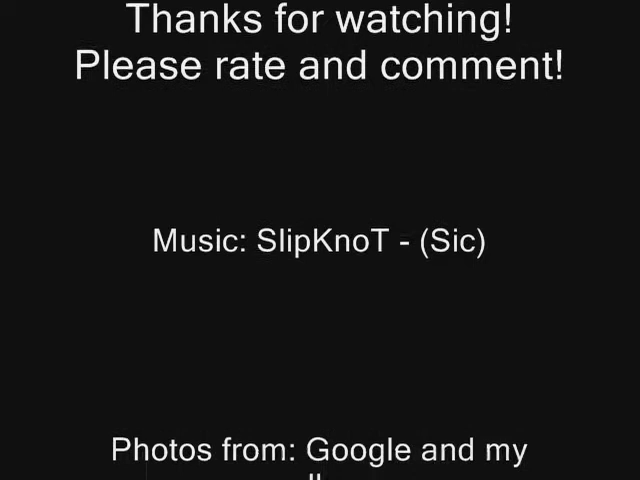 Thanks for watching!
Please rate and comment!
Music: SlipKnoT - (Sic)
Photos from: Google and my